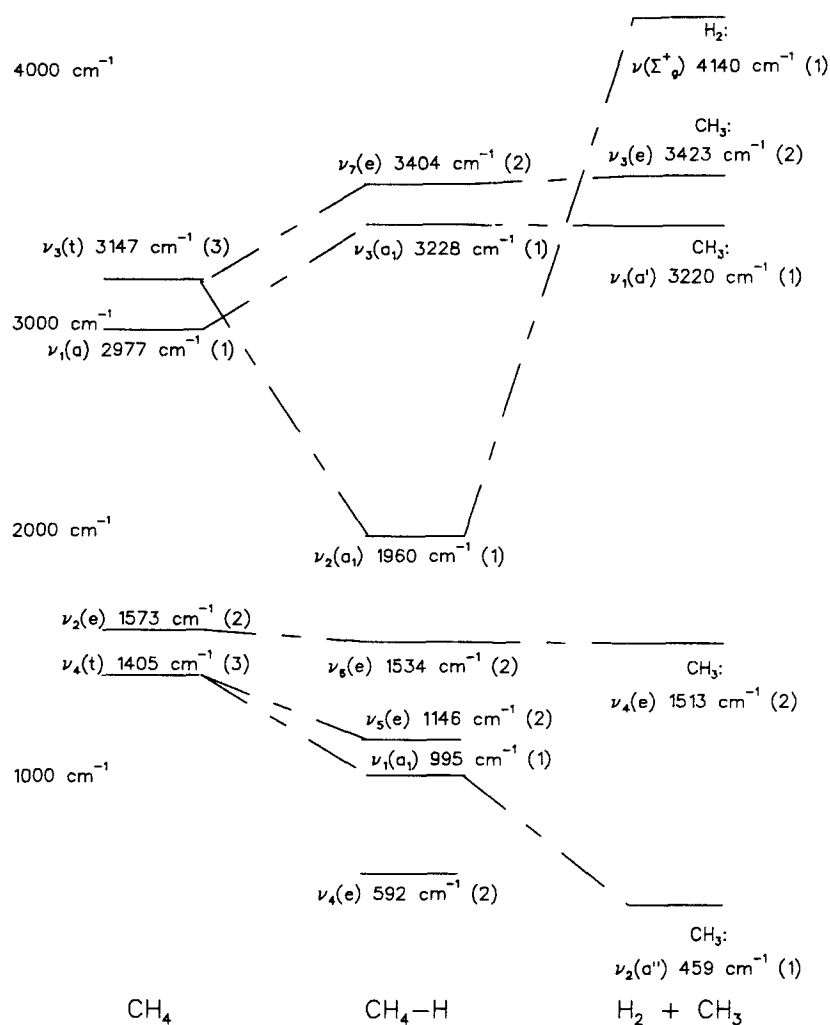 H₂:
4000 cm⁻¹
ν(Σ⁺g) 4140 cm⁻¹ (1)
CH₃:
ν₇(e) 3404 cm⁻¹ (2)
ν₃(e) 3423 cm⁻¹ (2)
ν₃(t) 3147 cm⁻¹ (3)
ν₃(a₁) 3228 cm⁻¹ (1)
CH₃:
ν₁(a') 3220 cm⁻¹ (1)
3000 cm⁻¹
ν₁(a) 2977 cm⁻¹ (1)
2000 cm⁻¹
ν₂(a₁) 1960 cm⁻¹ (1)
ν₂(e) 1573 cm⁻¹ (2)
ν₄(t) 1405 cm⁻¹ (3)
ν₆(e) 1534 cm⁻¹ (2)
CH₃:
ν₄(e) 1513 cm⁻¹ (2)
ν₅(e) 1146 cm⁻¹ (2)
ν₁(a₁) 995 cm⁻¹ (1)
1000 cm⁻¹
ν₄(e) 592 cm⁻¹ (2)
CH₃:
ν₂(a'') 459 cm⁻¹ (1)
CH₄
CH₄–H
H₂ + CH₃